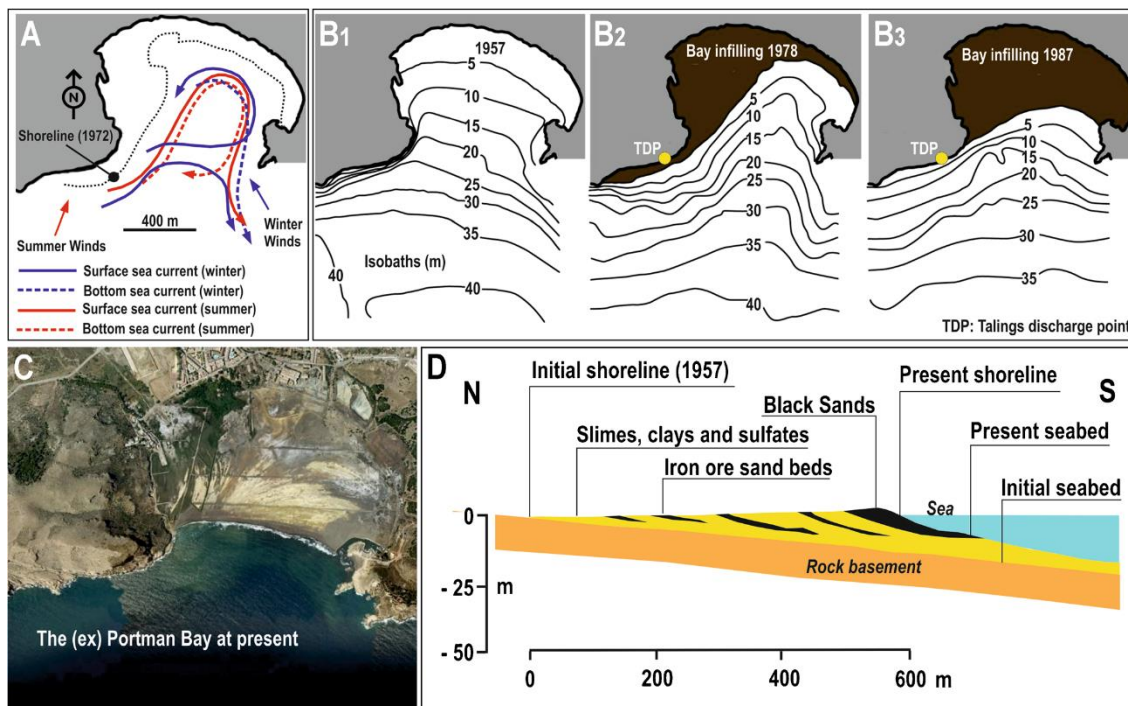 A
N
Shoreline (1972)
400 m
Summer Winds
Winter
Winds
Surface sea current (winter)
Bottom sea current (winter)
Surface sea current (summer)
Bottom sea current (summer)
B1
1957
5
10
15
20
25
30
35
40
40
Isobaths (m)
B2
Bay infilling 1978
TDP
5
10
15
20
25
30
35
40
B3
Bay infilling 1987
TDP
5
10
15
20
25
30
35
TDP: Talings discharge point
C
The (ex) Portman Bay at present
D
N
S
Initial shoreline (1957)
Present shoreline
Black Sands
Slimes, clays and sulfates
Present seabed
Iron ore sand beds
Initial seabed
Sea
Rock basement
0
- 25
- 50
m
0
200
400
600
m